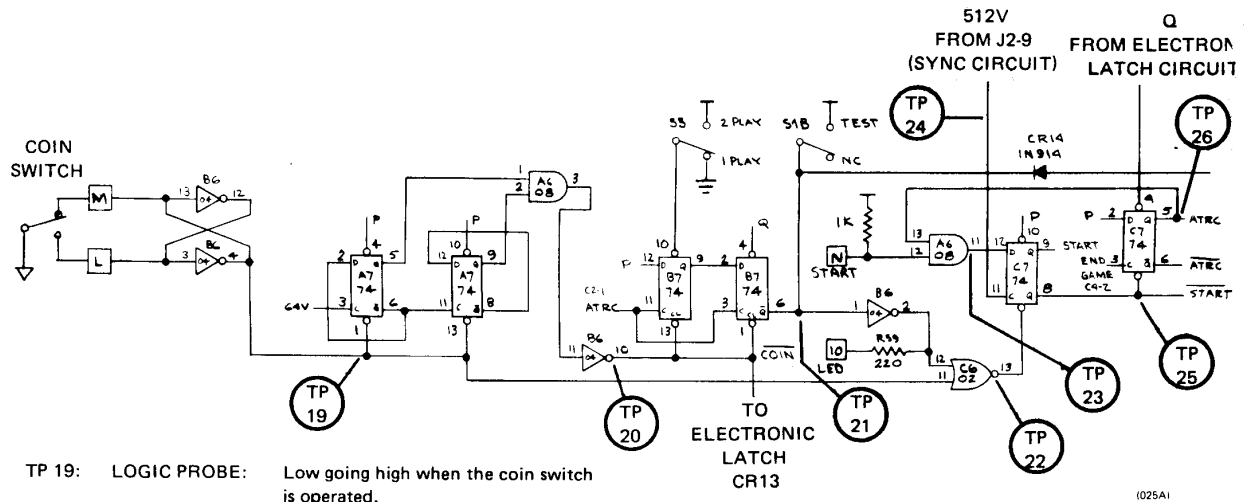 512V
FROM J2-9
(SYNC CIRCUIT)
Q
FROM ELECTRON
LATCH CIRCUIT
TP
24
TP
26
COIN
SWITCH
M
L
13 B6 12
04
3 B6 4
04
P
4
2 D Q 5
A7
74
64V 3 C Q̅ 6
1
P
10
12 D Q 9
A7
74
11 C Q̅ 8
13
1
2
A6
08
3
S3
2 PLAY
1 PLAY
S4B
TEST
NC
CR14
1N914
10
P 12 D Q 9
B7
74
C2-1
ATRC 11 C CL
13
Q
4
2 D Q
B7
74
3 C CL Q̅ 6
1
11 B6 10
04
COIN
1K
N
START
13
12
A6
08
11
1 B6 2
04
10
LED
R59
220
12
11
C6
02
13
P
10
12 D Q 9 START
C7
74
11 C Q̅ 8
END
GAME
C4-2
Q
P 2 D Q 5 ATRC
C7
74
3 C Q̅ 6 ATRC
START
TP
19
TP
20
TO
ELECTRONIC
LATCH
CR13
TP
21
TP
22
TP
23
TP
25
TP 19: LOGIC PROBE: Low going high when the coin switch
is operated.
(025A)